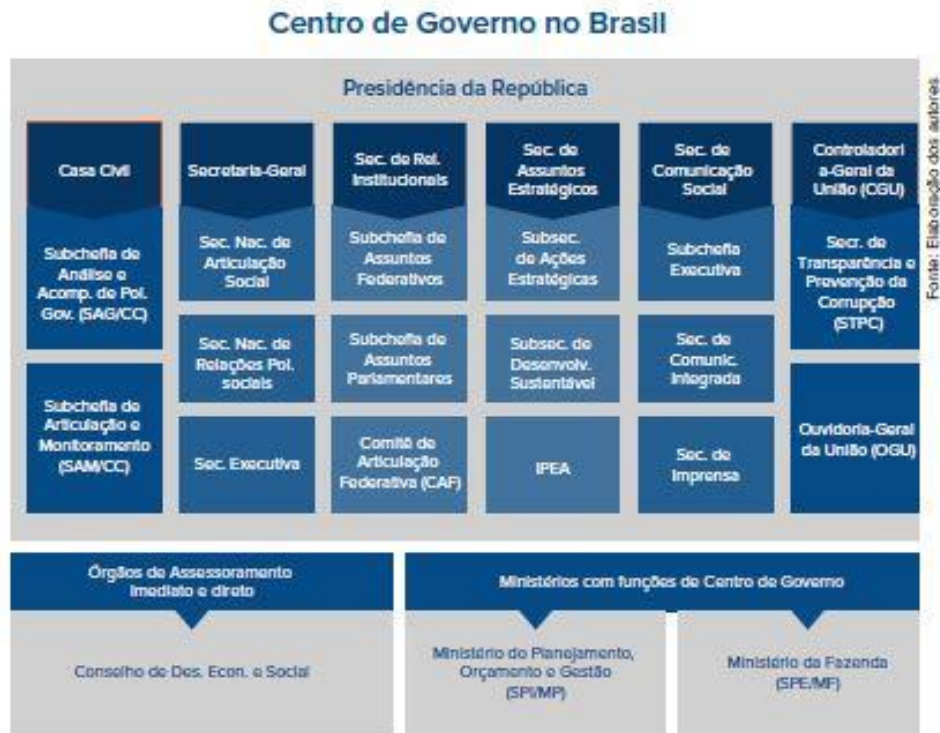 Centro de Governo no Brasil
Presidência da República
Casa Civil
Subchefia de
Análise e
Acomp. de Pol.
Gov. (SAG/CC)
Subchefia de
Articulação e
Monitoramento
(SAM/CC)
Secretaria-Geral
Sec. Nac. de
Articulação
Social
Sec. Nac. de
Relações Pol.
sociais
Sec. Executiva
Sec. de Rel.
Institucionais
Subchefia de
Assuntos
Federativos
Subchefia de
Assuntos
Parlamentares
Comitê de
Articulação
Federativa (CAF)
Sec. de
Assuntos
Estratégicos
Subsec.
de Ações
Estratégicas
Subsec. de
Desenvolv.
Sustentável
IPEA
Sec. de
Comunicação
Social
Subchefia
Executiva
Sec. de
Comunic.
Integrada
Sec. de
Imprensa
Controladori
a-Geral da
União (CGU)
Secr. de
Transparência e
Prevenção da
Corrupção
(STPC)
Ouvidoria-Geral
da União (OGU)
Fonte: Elaboração dos autores
Órgãos de Assessoramento
Imediato e direto
Conselho de Des. Econ. e Social
Ministérios com funções de Centro de Governo
Ministério do Planejamento,
Orçamento e Gestão
(SPI/MP)
Ministério da Fazenda
(SPE/MF)